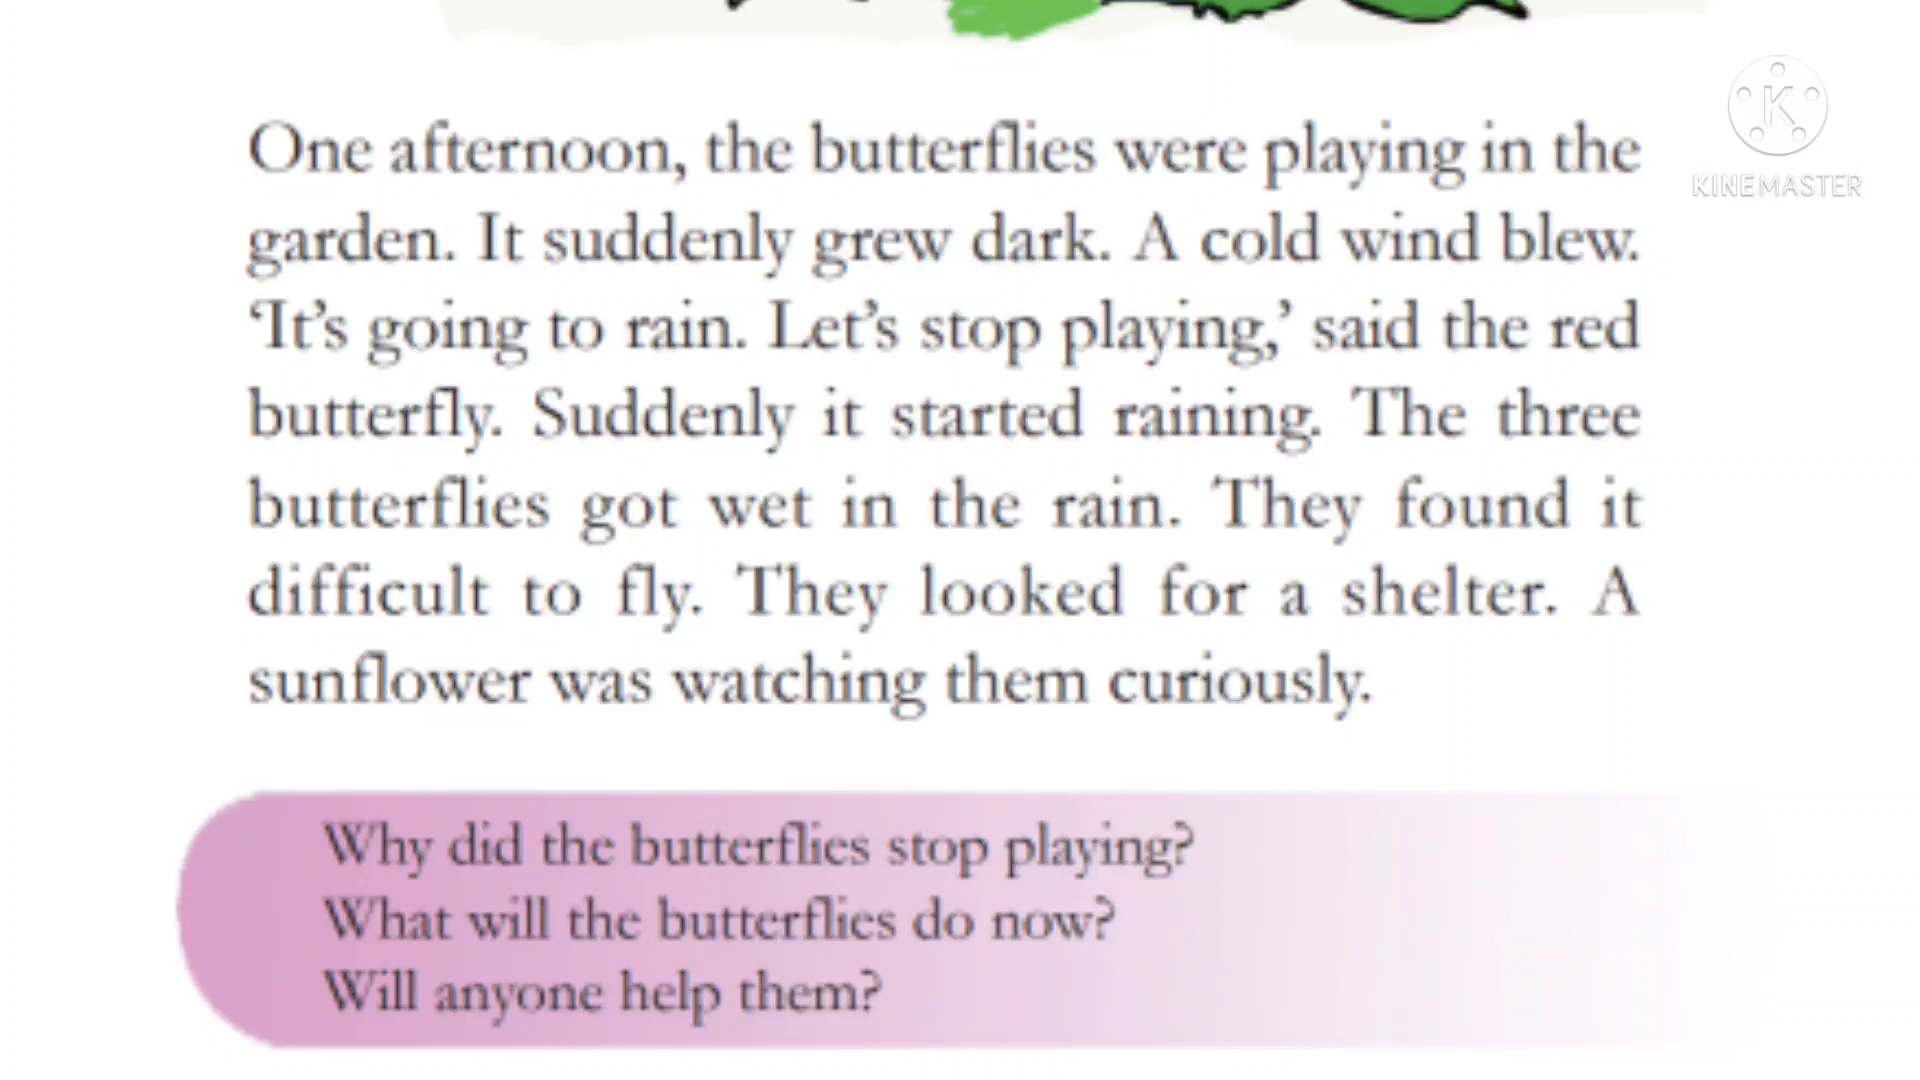 One afternoon, the butterflies were playing in the
garden. It suddenly grew dark. A cold wind blew.
‘It’s going to rain. Let’s stop playing,’ said the red
butterfly. Suddenly it started raining. The three
butterflies got wet in the rain. They found it
difficult to fly. They looked for a shelter. A
sunflower was watching them curiously.
Why did the butterflies stop playing?
What will the butterflies do now?
Will anyone help them?
K
KINEMASTER